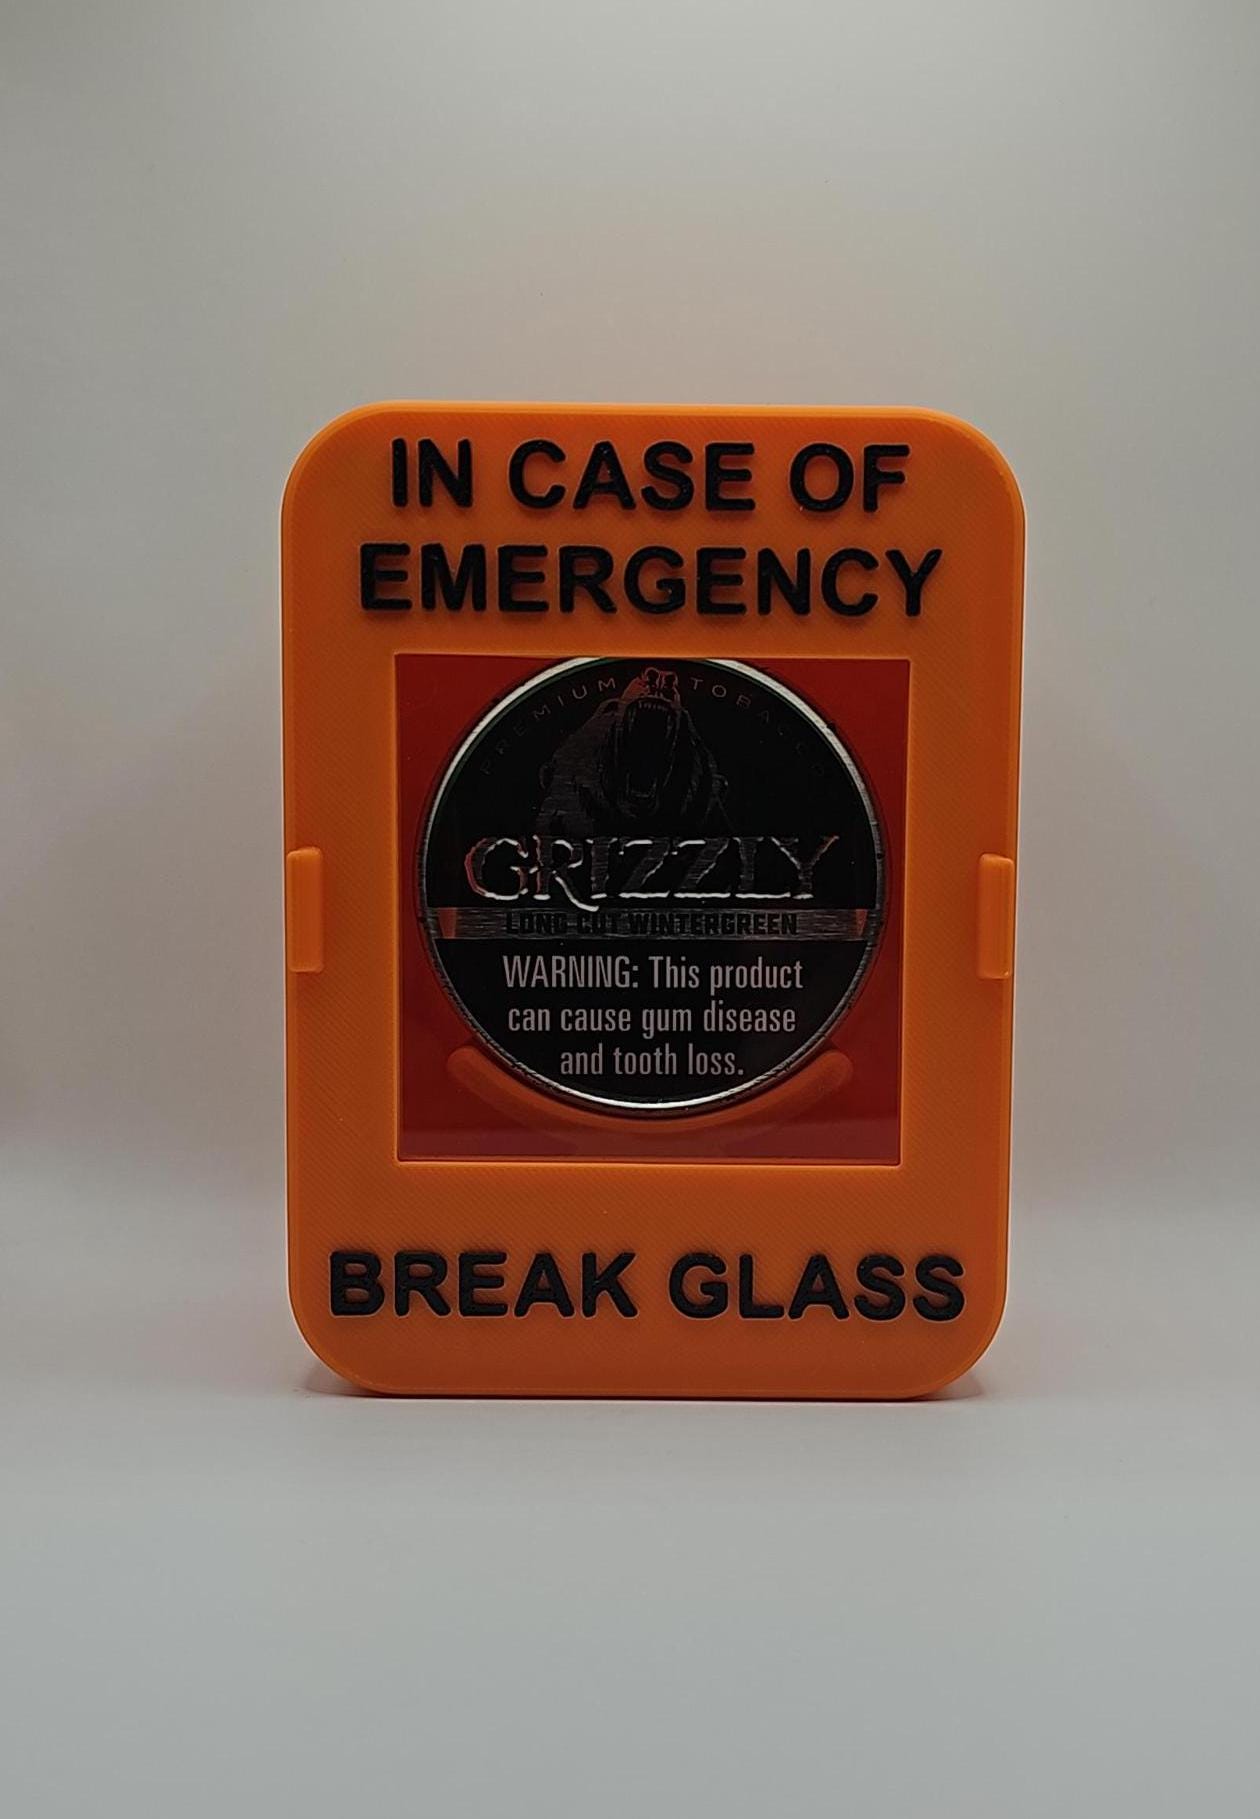 IN CASE OF
EMERGENCY
PREMIUM TOBACCO
GRIZZLY
LONG CUT WINTERGREEN
WARNING: This product
can cause gum disease
and tooth loss.
BREAK GLASS